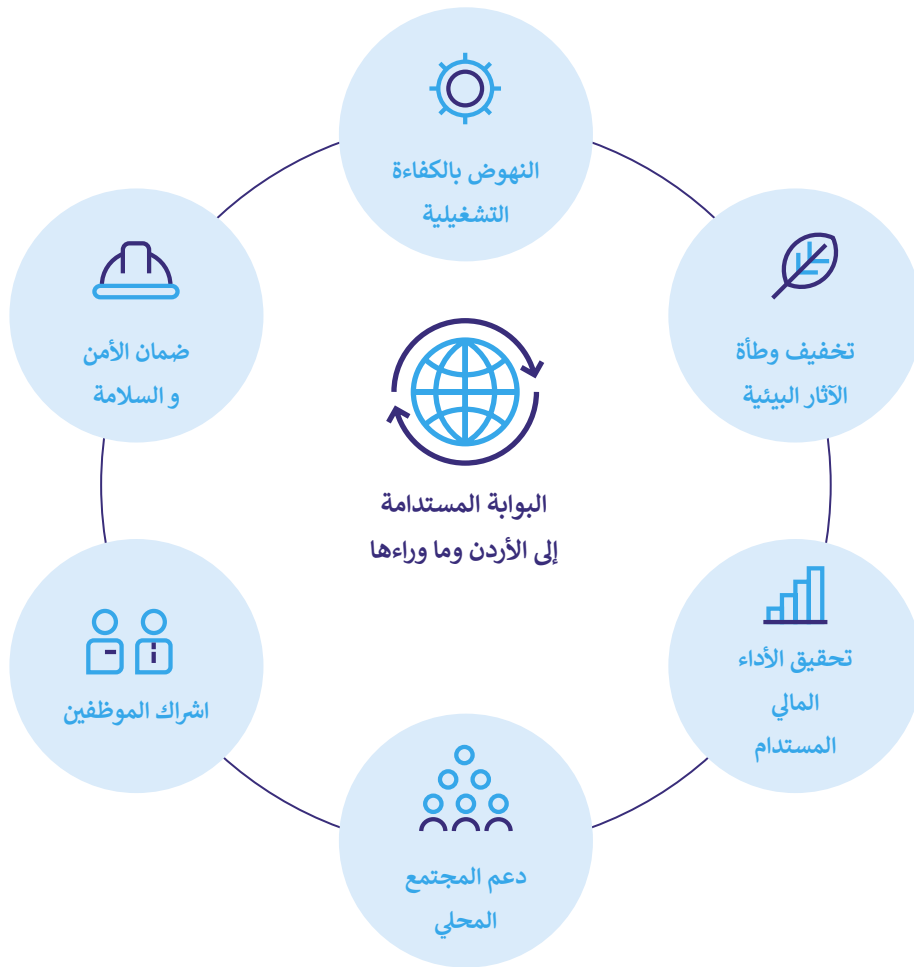 النهوض بالكفاءة
التشغيلية
تخفيف وطأة
الآثار البيئية
تحقيق الأداء
المالي
المستدام
دعم المجتمع
المحلي
اشراك الموظفين
ضمان الأمن
و السلامة
البوابة المستدامة
إلى الأردن وما وراءها